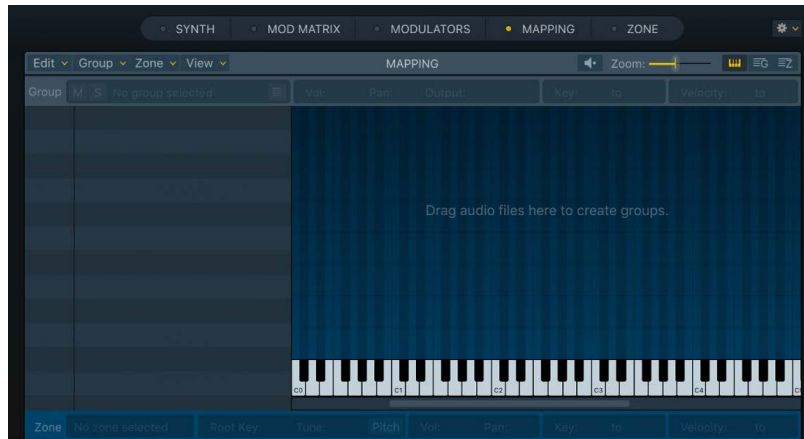 SYNTH MOD MATRIX MODULATORS MAPPING ZONE
Edit Group Zone View MAPPING Zoom:
Group M S No group selected Vol: Pan: Output: Key: to Velocity: to
Drag audio files here to create groups.
C0 C1 C2 C3 C4
Zone No zone selected Root Key Tune: Pitch Vol: Pan: Key: to Velocity: to